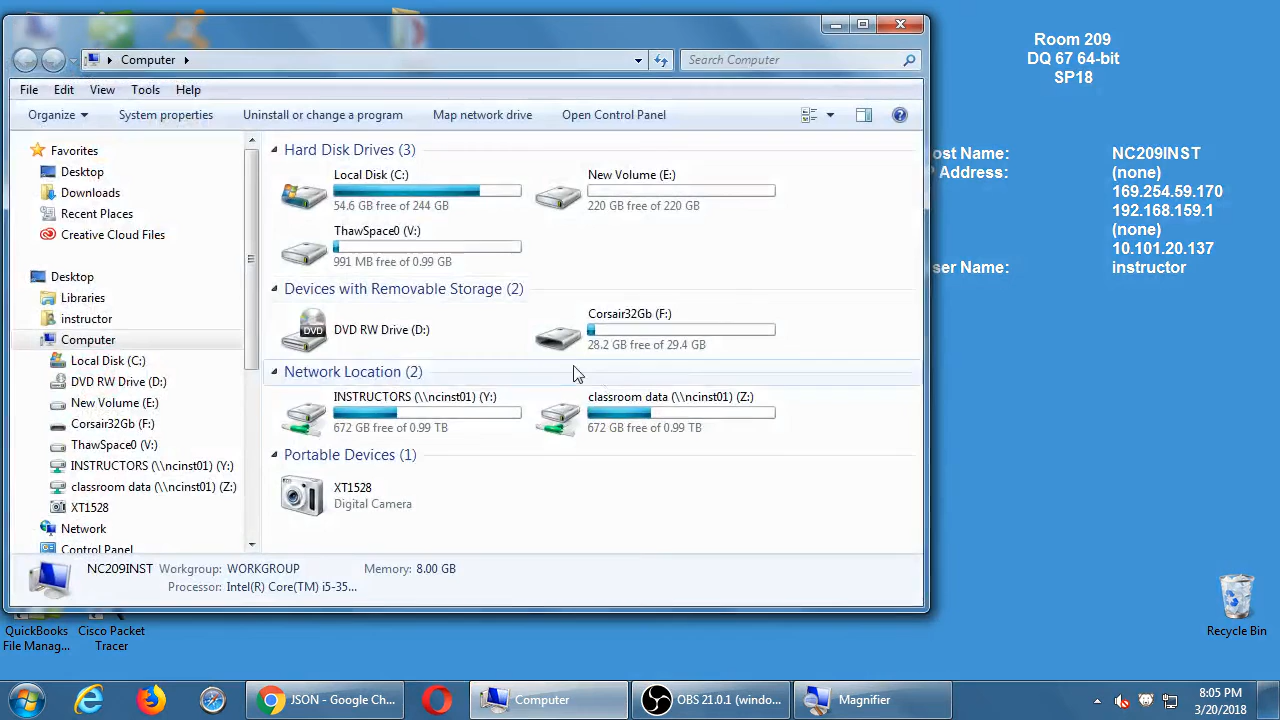 Room 209
DQ 67 64-bit
SP18
Computer
Search Computer
File Edit View Tools Help
Organize System properties Uninstall or change a program Map network drive Open Control Panel
Favorites
Desktop
Downloads
Recent Places
Creative Cloud Files
Desktop
Libraries
instructor
Computer
Local Disk (C:)
DVD RW Drive (D:)
New Volume (E:)
Corsair32Gb (F:)
ThawSpace0 (V:)
INSTRUCTORS (\\ncinst01) (Y:)
classroom data (\\ncinst01) (Z:)
XT1528
Network
Control Panel
Hard Disk Drives (3)
Local Disk (C:)
54.6 GB free of 244 GB
New Volume (E:)
220 GB free of 220 GB
ThawSpace0 (V:)
991 MB free of 0.99 GB
Devices with Removable Storage (2)
DVD
DVD RW Drive (D:)
Corsair32Gb (F:)
28.2 GB free of 29.4 GB
Network Location (2)
INSTRUCTORS (\\ncinst01) (Y:)
672 GB free of 0.99 TB
classroom data (\\ncinst01) (Z:)
672 GB free of 0.99 TB
Portable Devices (1)
XT1528
Digital Camera
NC209INST Workgroup: WORKGROUP Memory: 8.00 GB
Processor: Intel(R) Core(TM) i5-35...
ost Name: NC209INST
Address: (none)
169.254.59.170
192.168.159.1
(none)
10.101.20.137
ser Name: instructor
QuickBooks
File Manag...
Cisco Packet
Tracer
Recycle Bin
JSON - Google Ch...
Computer
OBS 21.0.1 (windo...
Magnifier
8:05 PM
3/20/2018